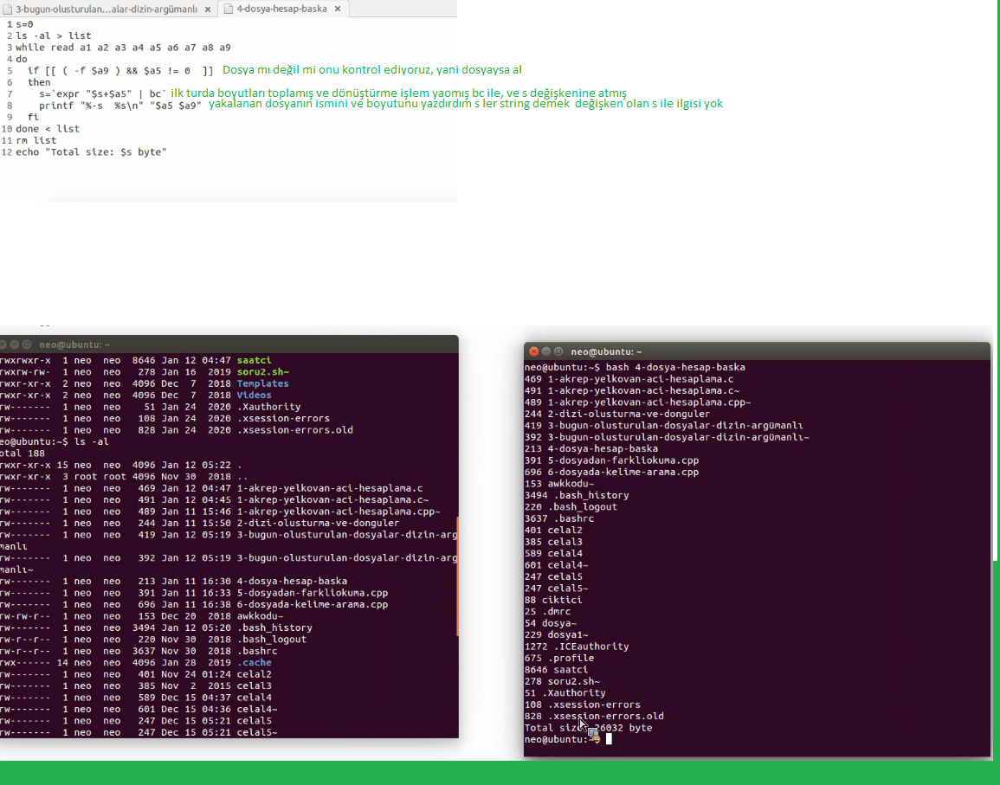 3-bugun-olusturulan...alar-dizin-argümanlı × 4-dosya-hesap-baska ×
1 s=0
2 ls -al > list
3 while read a1 a2 a3 a4 a5 a6 a7 a8 a9
4 do
5 if [[ ( -f $a9 ) && $a5 != 0 ]] Dosya mı değil mi onu kontrol ediyoruz, yani dosyaysa al
6 then
7 s=`expr "$s+$a5" | bc` ilk turda boyutları toplamış ve dönüştürme işlem yaomış bc ile, ve s değişkenine atmış
8 printf "%-s %s\n" "$a5 $a9" yakalanan dosyanın ismini ve boyutunu yazdırdım s ler string demek değişken olan s ile ilgisi yok
9 fi
10 done < list
11 rm list
12 echo "Total size: $s byte"
neo@ubuntu: ~
rwxrwxr-x 1 neo neo 8646 Jan 12 04:47 saatci
rwxrw-rw- 1 neo neo 278 Jan 16 2019 soru2.sh~
rwxr-xr-x 2 neo neo 4096 Dec 7 2018 Templates
rwxr-xr-x 2 neo neo 4096 Dec 7 2018 Videos
rw------- 1 neo neo 51 Jan 24 2020 .Xauthority
rw------- 1 neo neo 108 Jan 24 2020 .xsession-errors
rw------- 1 neo neo 828 Jan 24 2020 .xsession-errors.old
eo@ubuntu:~$ ls -al
otal 188
rwxr-xr-x 15 neo neo 4096 Jan 12 05:22 .
rwxr-xr-x 3 root root 4096 Nov 30 2018 ..
rw------- 1 neo neo 469 Jan 12 04:47 1-akrep-yelkovan-aci-hesaplama.c
rw------- 1 neo neo 491 Jan 12 04:45 1-akrep-yelkovan-aci-hesaplama.c~
rw------- 1 neo neo 489 Jan 11 15:46 1-akrep-yelkovan-aci-hesaplama.cpp~
rw------- 1 neo neo 244 Jan 11 15:50 2-dizi-olusturma-ve-donguler
rw------- 1 neo neo 419 Jan 12 05:19 3-bugun-olusturulan-dosyalar-dizin-arg
manlı
rw------- 1 neo neo 392 Jan 12 05:19 3-bugun-olusturulan-dosyalar-dizin-arg
manlı~
rw------- 1 neo neo 213 Jan 11 16:30 4-dosya-hesap-baska
rw------- 1 neo neo 391 Jan 11 16:33 5-dosyadan-farkliokuma.cpp
rw------- 1 neo neo 696 Jan 11 16:38 6-dosyada-kelime-arama.cpp
rw-rw-r-- 1 neo neo 153 Dec 20 2018 awkkodu~
rw------- 1 neo neo 3494 Jan 12 05:20 .bash_history
rw-r--r-- 1 neo neo 220 Nov 30 2018 .bash_logout
rw-r--r-- 1 neo neo 3637 Nov 30 2018 .bashrc
rwx------ 14 neo neo 4096 Jan 28 2019 .cache
rw------- 1 neo neo 401 Nov 24 01:24 celal2
rw------- 1 neo neo 385 Nov 2 2015 celal3
rw------- 1 neo neo 589 Dec 15 04:37 celal4
rw------- 1 neo neo 601 Dec 15 04:36 celal4~
rw------- 1 neo neo 247 Dec 15 05:21 celal5
rw------- 1 neo neo 247 Dec 15 05:21 celal5~
neo@ubuntu: ~
neo@ubuntu:~$ bash 4-dosya-hesap-baska
469 1-akrep-yelkovan-aci-hesaplama.c
491 1-akrep-yelkovan-aci-hesaplama.c~
489 1-akrep-yelkovan-aci-hesaplama.cpp~
244 2-dizi-olusturma-ve-donguler
419 3-bugun-olusturulan-dosyalar-dizin-argümanlı
392 3-bugun-olusturulan-dosyalar-dizin-argümanlı~
213 4-dosya-hesap-baska
391 5-dosyadan-farkliokuma.cpp
696 6-dosyada-kelime-arama.cpp
153 awkkodu~
3494 .bash_history
220 .bash_logout
3637 .bashrc
401 celal2
385 celal3
589 celal4
601 celal4~
247 celal5
247 celal5~
88 ciktici
25 .dmrc
54 dosya~
229 dosya1~
1272 .ICEauthority
675 .profile
8646 saatci
278 soru2.sh~
51 .Xauthority
108 .xsession-errors
828 .xsession-errors.old
Total size: 26032 byte
neo@ubuntu:~$